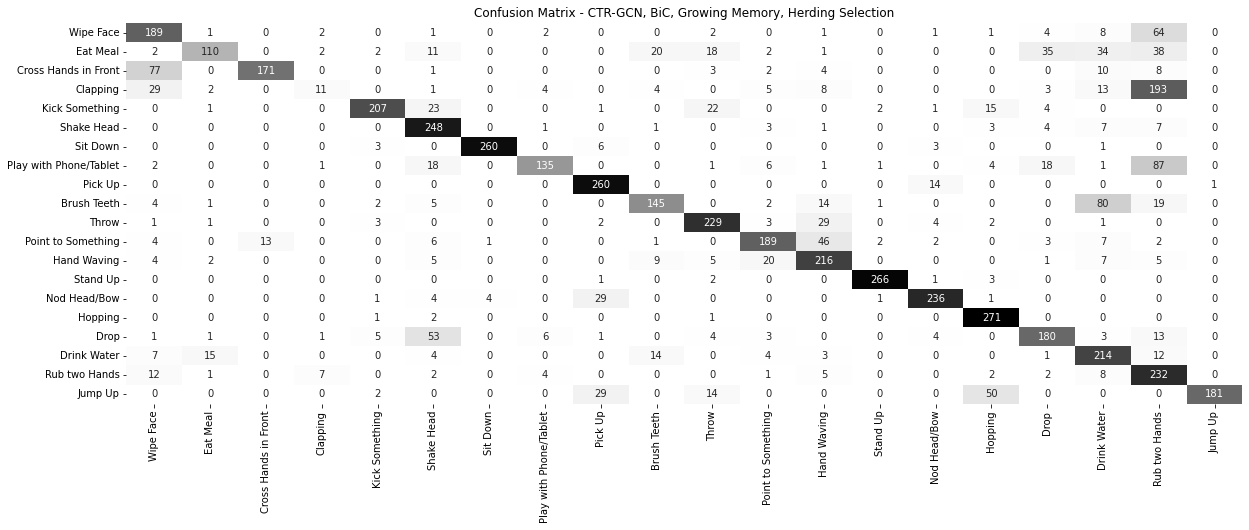 Confusion Matrix - CTR-GCN, BiC, Growing Memory, Herding Selection
Wipe Face 189 1 0 2 0 1 0 2 0 0 2 0 1 0 1 1 4 8 64 0
Eat Meal 2 110 0 2 2 11 0 0 0 20 18 2 1 0 0 0 35 34 38 0
Cross Hands in Front 77 0 171 0 0 1 0 0 0 0 3 2 4 0 0 0 0 10 8 0
Clapping 29 2 0 11 0 1 0 4 0 4 0 5 8 0 0 0 3 13 193 0
Kick Something 0 1 0 0 207 23 0 0 1 0 22 0 0 2 1 15 4 0 0 0
Shake Head 0 0 0 0 0 248 0 1 0 1 0 3 1 0 0 3 4 7 7 0
Sit Down 0 0 0 0 3 0 260 0 6 0 0 0 0 0 3 0 0 1 0 0
Play with Phone/Tablet 2 0 0 1 0 18 0 135 0 0 1 6 1 1 0 4 18 1 87 0
Pick Up 0 0 0 0 0 0 0 0 260 0 0 0 0 0 14 0 0 0 0 1
Brush Teeth 4 1 0 0 2 5 0 0 0 145 0 2 14 1 0 0 0 80 19 0
Throw 1 1 0 0 3 0 0 0 2 0 229 3 29 0 4 2 0 1 0 0
Point to Something 4 0 13 0 0 6 1 0 0 1 0 189 46 2 2 0 3 7 2 0
Hand Waving 4 2 0 0 0 5 0 0 0 9 5 20 216 0 0 0 1 7 5 0
Stand Up 0 0 0 0 0 0 0 0 1 0 2 0 0 266 1 3 0 0 0 0
Nod Head/Bow 0 0 0 0 1 4 4 0 29 0 0 0 0 1 236 1 0 0 0 0
Hopping 0 0 0 0 1 2 0 0 0 0 1 0 0 0 0 271 0 0 0 0
Drop 1 1 0 1 5 53 0 6 1 0 4 3 0 0 4 0 180 3 13 0
Drink Water 7 15 0 0 0 4 0 0 0 14 0 4 3 0 0 0 1 214 12 0
Rub two Hands 12 1 0 7 0 2 0 4 0 0 0 1 5 0 0 2 2 8 232 0
Jump Up 0 0 0 0 2 0 0 0 29 0 14 0 0 0 0 50 0 0 0 181
Wipe Face
Eat Meal
Cross Hands in Front
Clapping
Kick Something
Shake Head
Sit Down
Play with Phone/Tablet
Pick Up
Brush Teeth
Throw
Point to Something
Hand Waving
Stand Up
Nod Head/Bow
Hopping
Drop
Drink Water
Rub two Hands
Jump Up